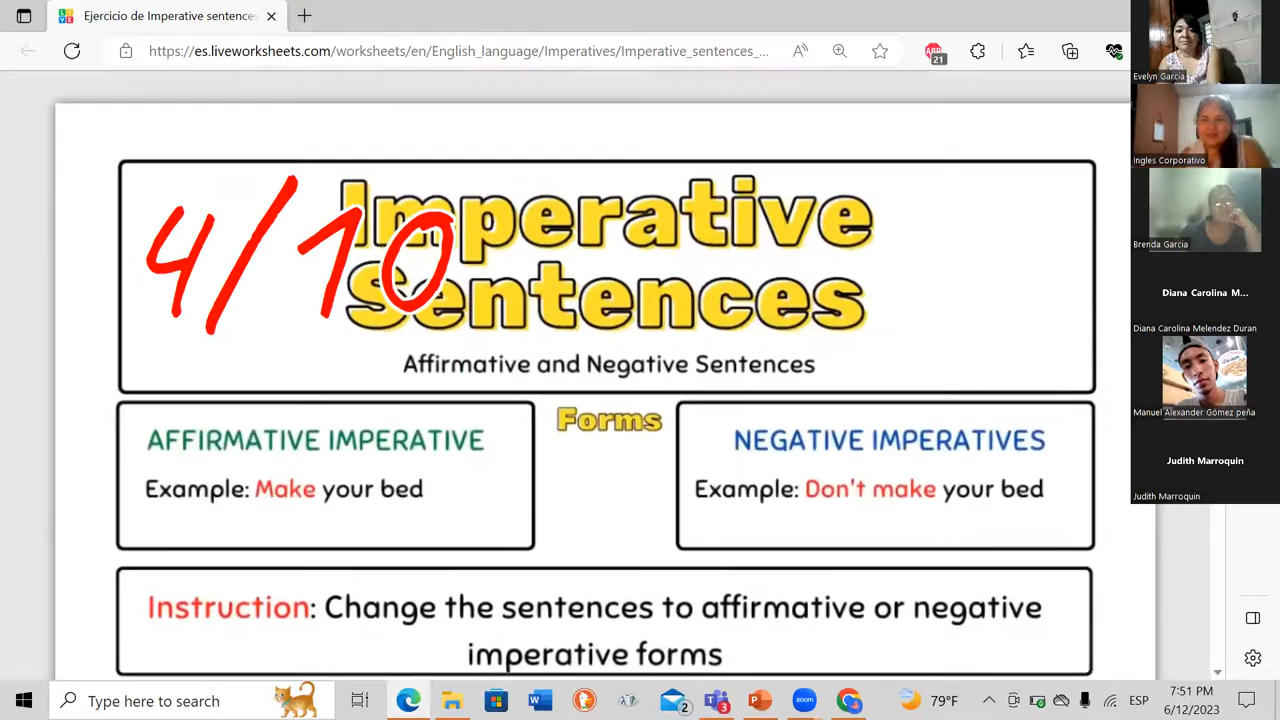 Ejercicio de Imperative sentences
https://es.liveworksheets.com/worksheets/en/English_language/Imperatives/Imperative_sentences_...
21
4/10
Imperative
Sentences
Affirmative and Negative Sentences
Forms
AFFIRMATIVE IMPERATIVE
Example: Make your bed
NEGATIVE IMPERATIVES
Example: Don't make your bed
Instruction: Change the sentences to affirmative or negative
imperative forms
Evelyn Garcia
Ingles Corporativo
Brenda Garcia
Diana Carolina M...
Diana Carolina Melendez Duran
Manuel Alexander Gómez peña
Judith Marroquin
Judith Marroquin
Type here to search
2
3
zoom
79°F
ESP
7:51 PM
6/12/2023